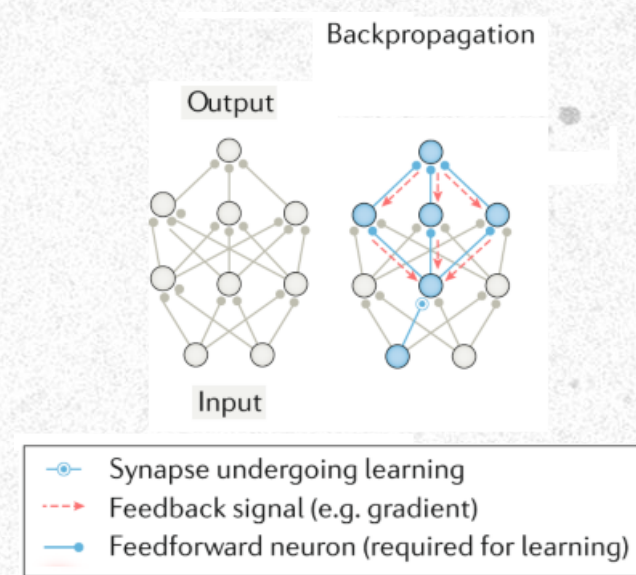 Backpropagation
Output
Input
Synapse undergoing learning
Feedback signal (e.g. gradient)
Feedforward neuron (required for learning)